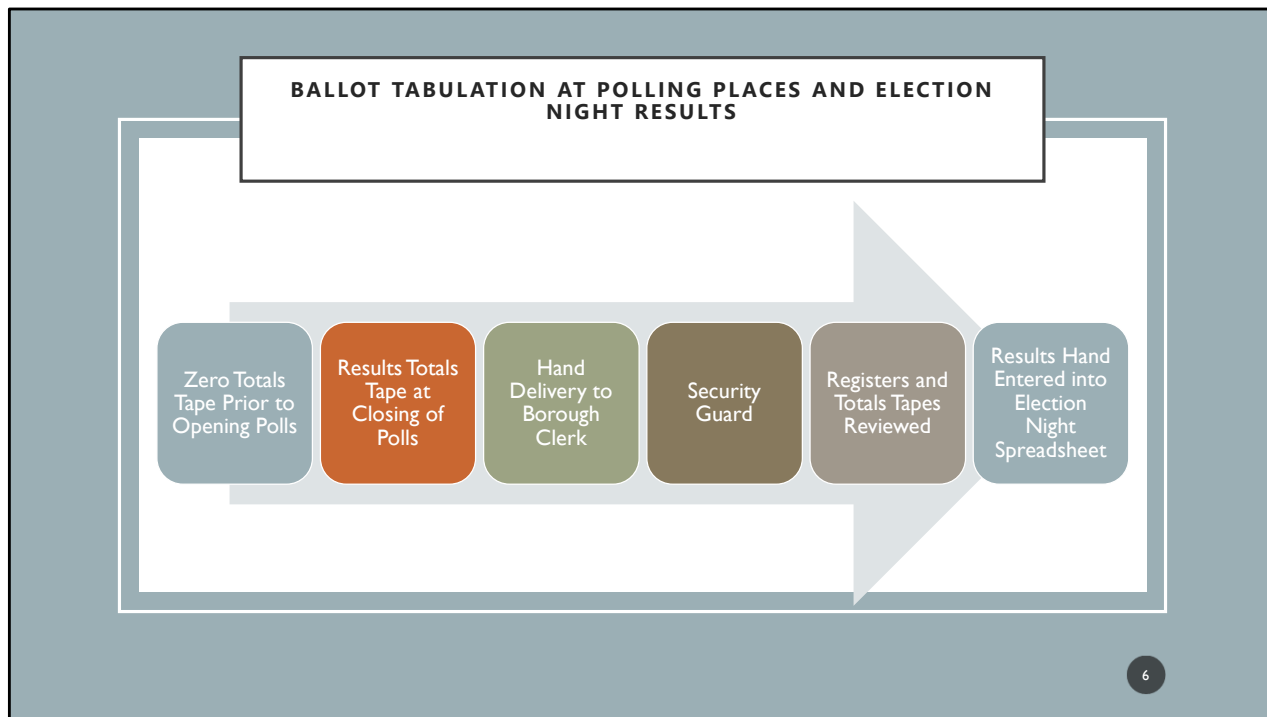 BALLOT TABULATION AT POLLING PLACES AND ELECTION
NIGHT RESULTS
Zero Totals
Tape Prior to
Opening Polls
Results Totals
Tape at
Closing of
Polls
Hand
Delivery to
Borough
Clerk
Security
Guard
Registers and
Totals Tapes
Reviewed
Results Hand
Entered into
Election
Night
Spreadsheet
6